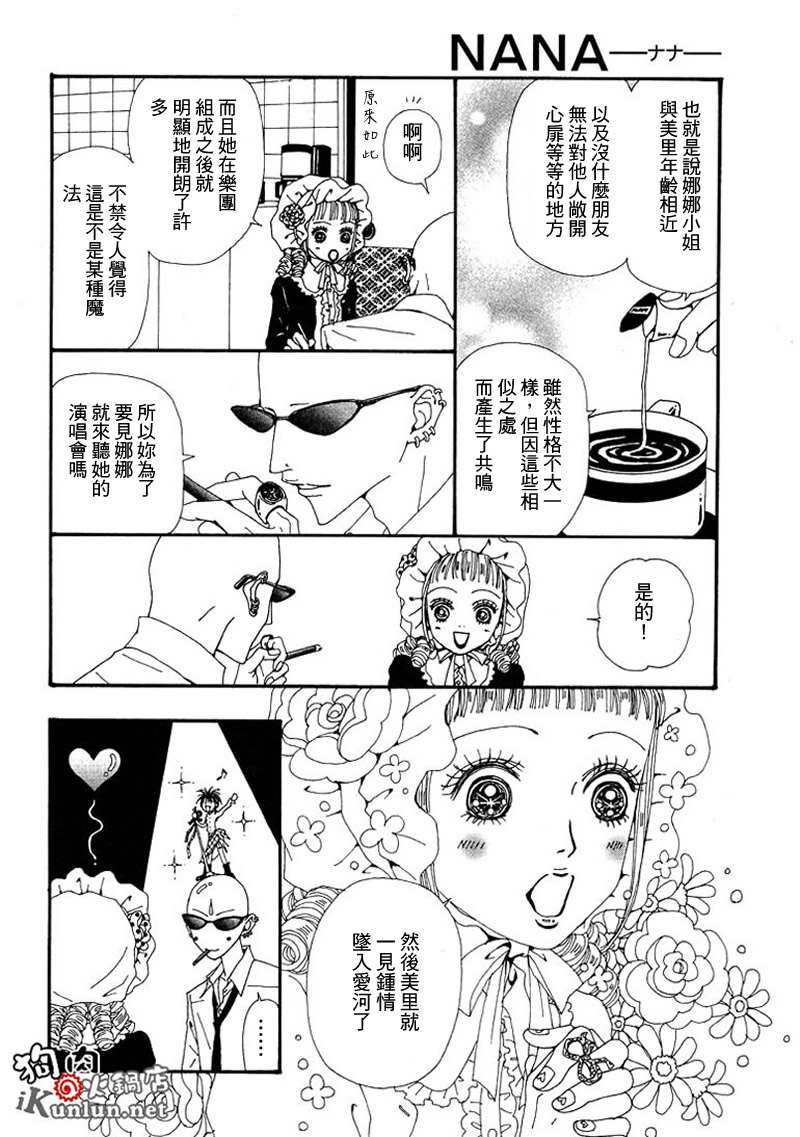 NANA——ナナ——
也就是說娜娜小姐
與美里年齡相近
以及沒什麼朋友
無法對他人敞開
心扉等等的地方
雖然性格不大一
樣，但因這些相
似之處
而產生了共鳴
啊啊
原來如此
而且她在樂團
組成之後就
明顯地開朗了許
多
不禁令人覺得
這是不是某種魔
法
所以妳為了
要見娜娜
就來聽她的
演唱會嗎
是的！
然後美里就
一見鍾情
墜入愛河了
……
狗肉
火鍋店
iKunlun.net